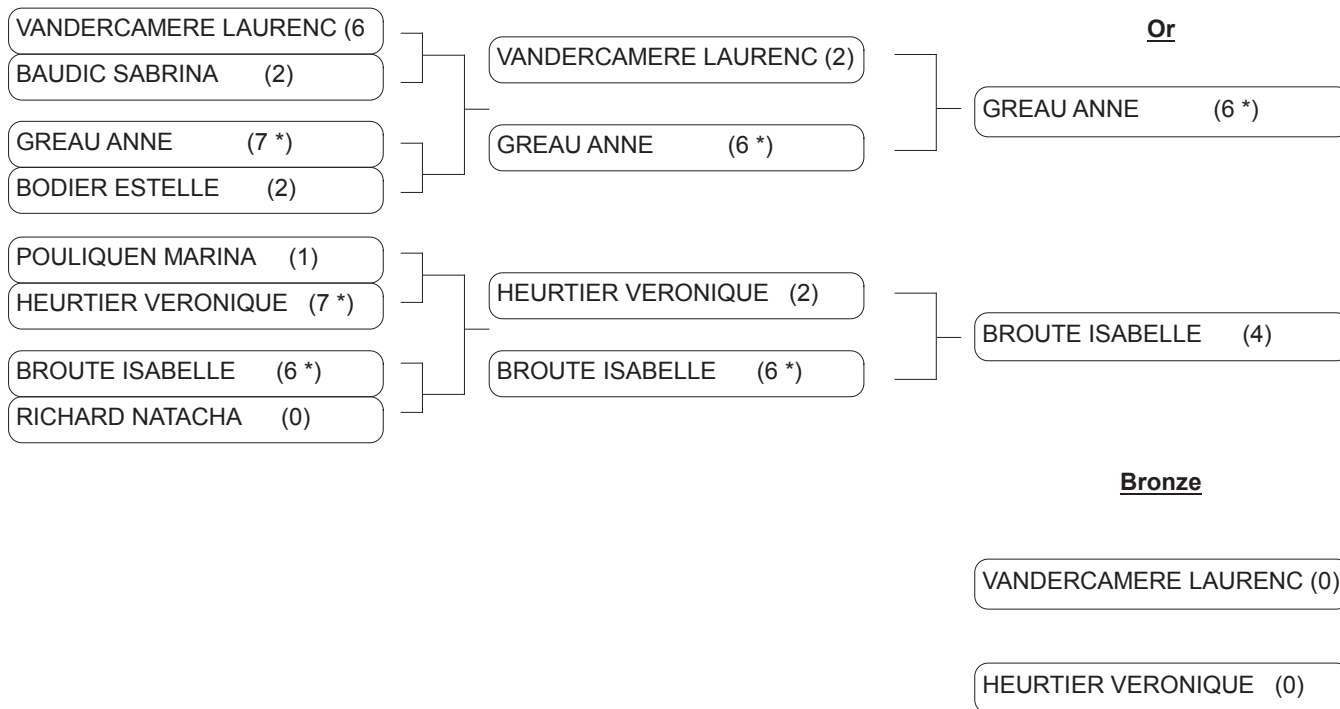 VANDERCAMERE LAURENC (6
BAUDIC SABRINA (2)
GREAU ANNE (7 *)
BODIER ESTELLE (2)
POULIQUEN MARINA (1)
HEURTIER VERONIQUE (7 *)
BROUTE ISABELLE (6 *)
RICHARD NATACHA (0)
VANDERCAMERE LAURENC (2)
GREAU ANNE (6 *)
HEURTIER VERONIQUE (2)
BROUTE ISABELLE (6 *)
Or
GREAU ANNE (6 *)
BROUTE ISABELLE (4)
Bronze
VANDERCAMERE LAURENC (0)
HEURTIER VERONIQUE (0)